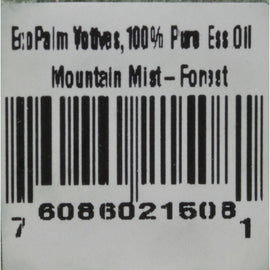 EcoPalm Votives, 100% Pure Ess Oil
Mountain Mist – Forest
7 6086021508 1